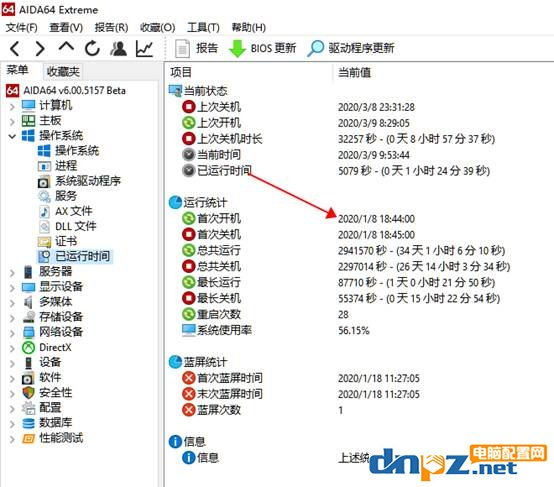 64 AIDA64 Extreme
文件(F) 查看(V) 报告(R) 收藏(O) 工具(T) 帮助(H)
报告 BIOS 更新 驱动程序更新
菜单 收藏夹
项目 当前值
64 AIDA64 v6.00.5157 Beta
计算机
主板
操作系统
操作系统
进程
系统驱动程序
服务
AX 文件
DLL 文件
证书
已运行时间
服务器
显示设备
多媒体
存储设备
网络设备
DirectX
设备
软件
安全性
配置
数据库
性能测试
当前状态
上次关机 2020/3/8 23:31:28
上次开机 2020/3/9 8:29:05
上次关机时长 32257 秒 - (0 天 8 小时 57 分 37 秒)
当前时间 2020/3/9 9:53:44
已运行时间 5079 秒 - (0 天 1 小时 24 分 39 秒)
运行统计
首次开机 2020/1/8 18:44:00
首次关机 2020/1/8 18:45:00
总共运行 2941570 秒 - (34 天 1 小时 6 分 10 秒)
总共关机 2297014 秒 - (26 天 14 小时 3 分 34 秒)
最长运行 87710 秒 - (1 天 0 小时 21 分 50 秒)
最长关机 55374 秒 - (0 天 15 小时 22 分 54 秒)
重启次数 28
系统使用率 56.15%
蓝屏统计
首次蓝屏时间 2020/1/18 11:27:05
末次蓝屏时间 2020/1/18 11:27:05
蓝屏次数 1
信息
信息 上述统
dnpz.net
电脑配置网